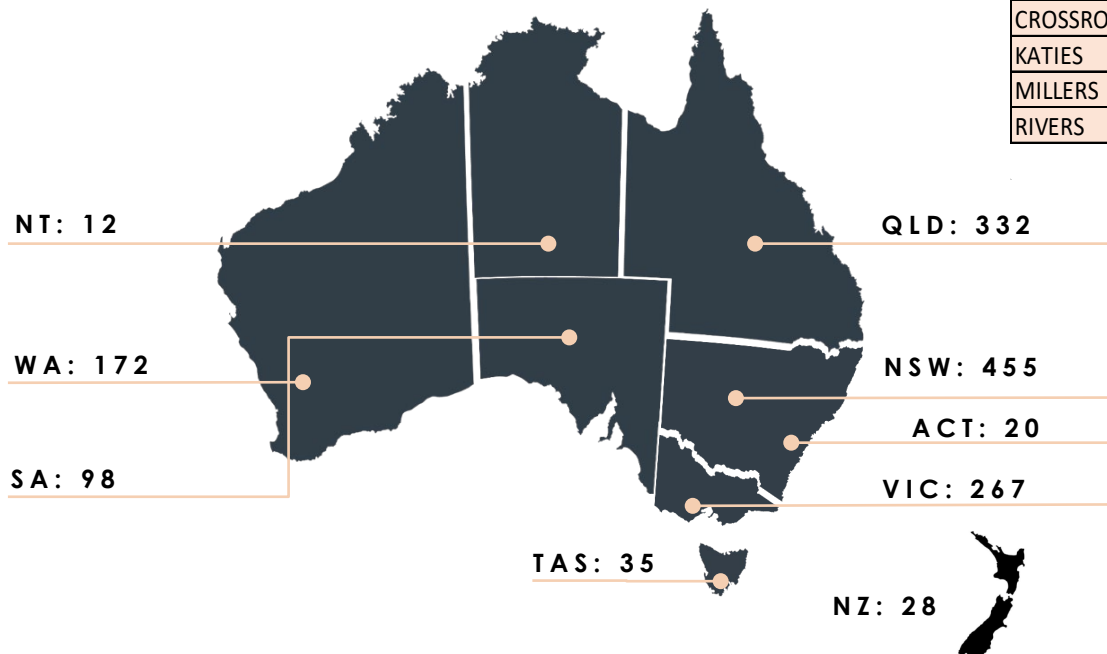 KATIES
MILLERS
RIVERS
NT: 12
QLD: 332
WA: 172
NSW: 455
ACT: 20
SA: 98
VIC: 267
TAS: 35
NZ: 28